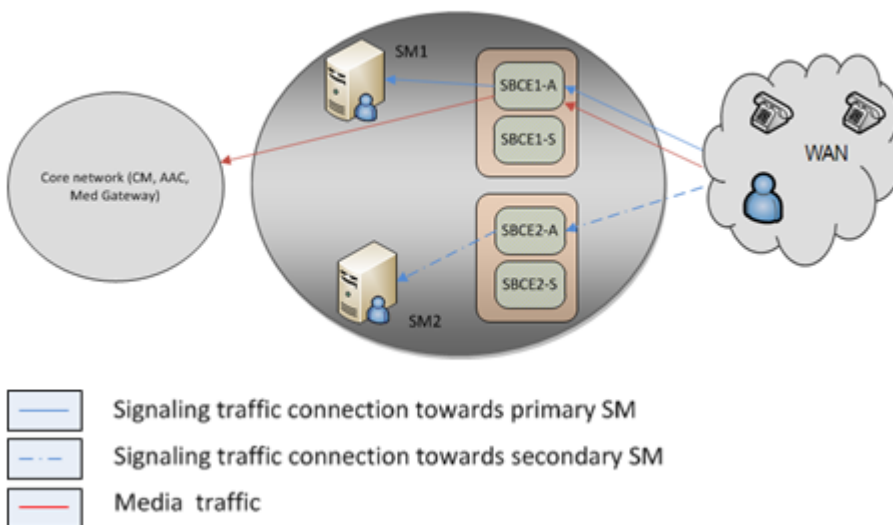 SM1
SBCE1-A
SBCE1-S
WAN
Core network (CM, AAC,
Med Gateway)
SBCE2-A
SBCE2-S
SM2
Signaling traffic connection towards primary SM
Signaling traffic connection towards secondary SM
Media traffic